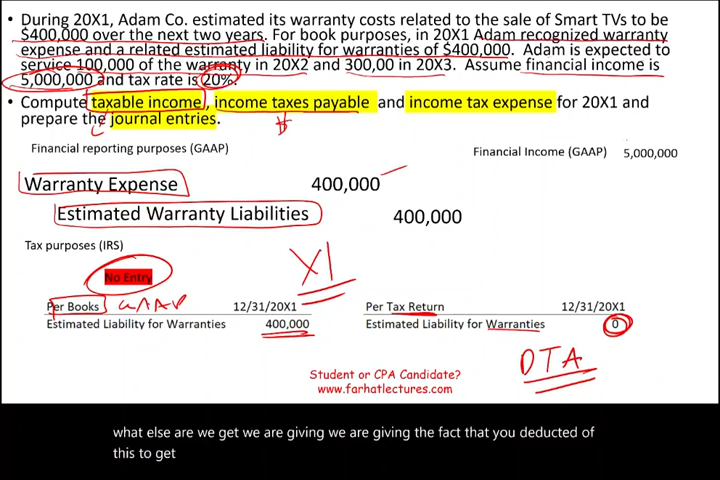 • During 20X1, Adam Co. estimated its warranty costs related to the sale of Smart TVs to be
$400,000 over the next two years. For book purposes, in 20X1 Adam recognized warranty
expense and a related estimated liability for warranties of $400,000. Adam is expected to
service 100,000 of the warranty in 20X2 and 300,00 in 20X3. Assume financial income is
5,000,000 and tax rate is 20%.
• Compute taxable income, income taxes payable and income tax expense for 20X1 and
prepare the journal entries.
Financial reporting purposes (GAAP)
Financial Income (GAAP) 5,000,000
Warranty Expense 400,000
Estimated Warranty Liabilities 400,000
Tax purposes (IRS)
X1
No Entry
Per Books GAAP 12/31/20X1 Per Tax Return 12/31/20X1
Estimated Liability for Warranties 400,000 Estimated Liability for Warranties 0
DTA
Student or CPA Candidate?
www.farhatlectures.com
what else are we get we are giving we are giving the fact that you deducted of
this to get